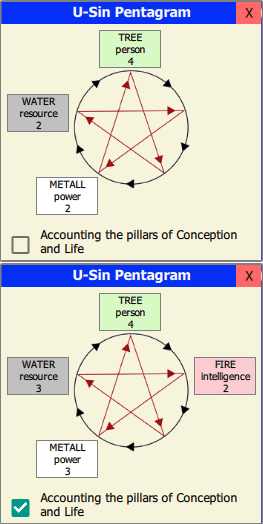 U-Sin Pentagram X
TREE
person
4
WATER
resource
2
METALL
power
2
Accounting the pillars of Conception
and Life
U-Sin Pentagram X
TREE
person
4
WATER
resource
3
FIRE
intelligence
2
METALL
power
3
Accounting the pillars of Conception
and Life